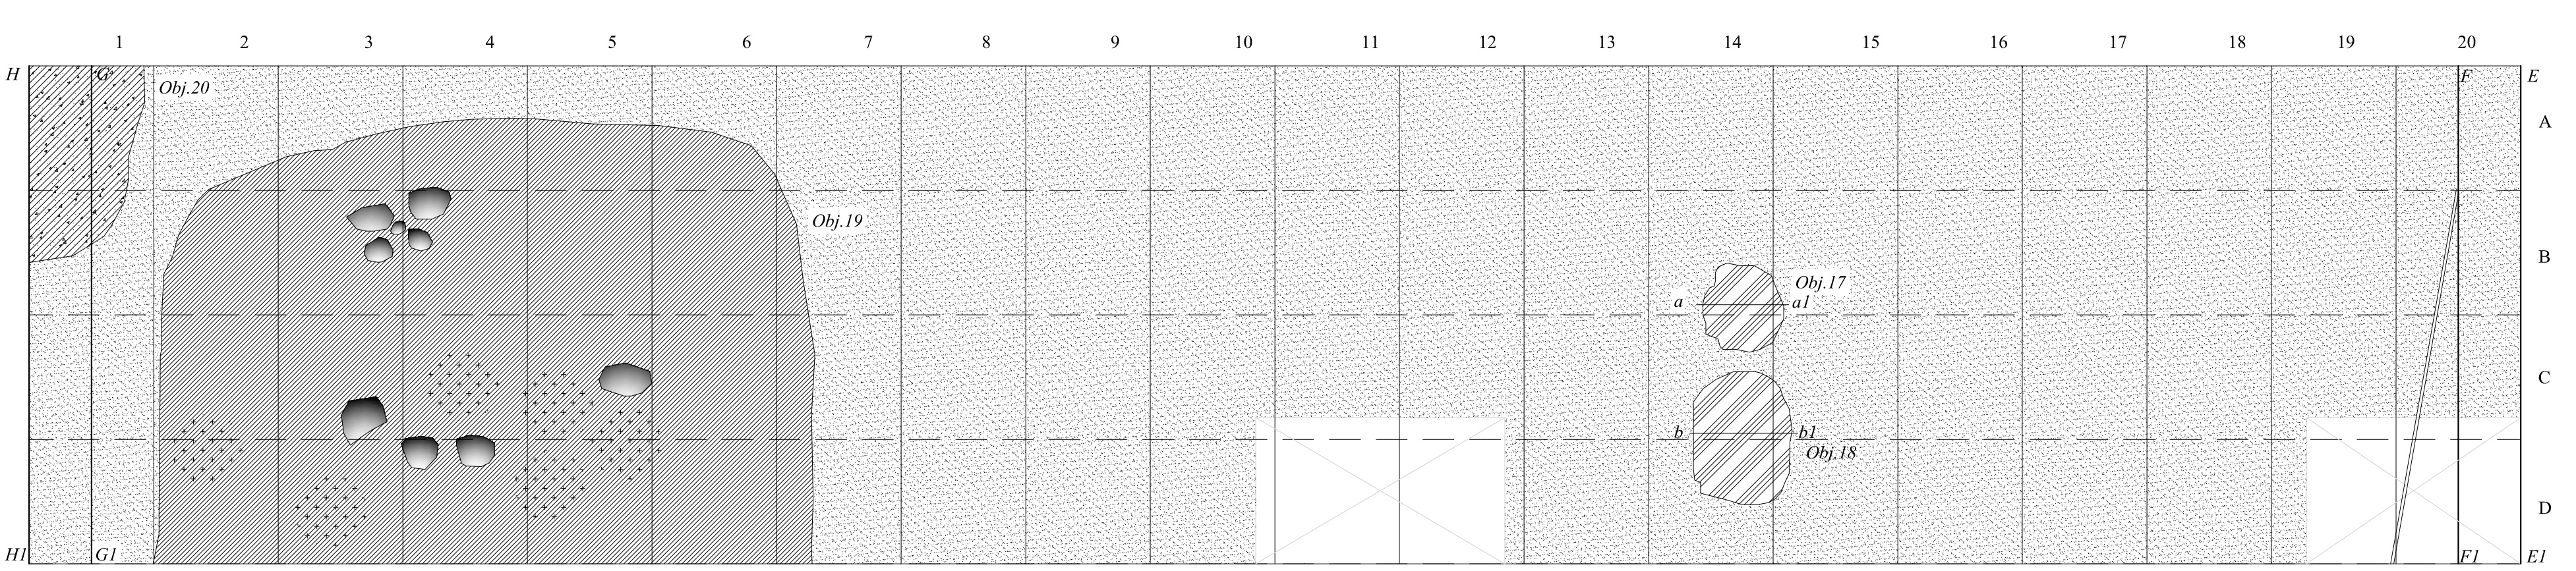 1 2 3 4 5 6 7 8 9 10 11 12 13 14 15 16 17 18 19 20
H G F E
Obj.20
A
Obj.19
B
Obj.17
a a1
C
b b1
Obj.18
D
H1 G1 F1 E1